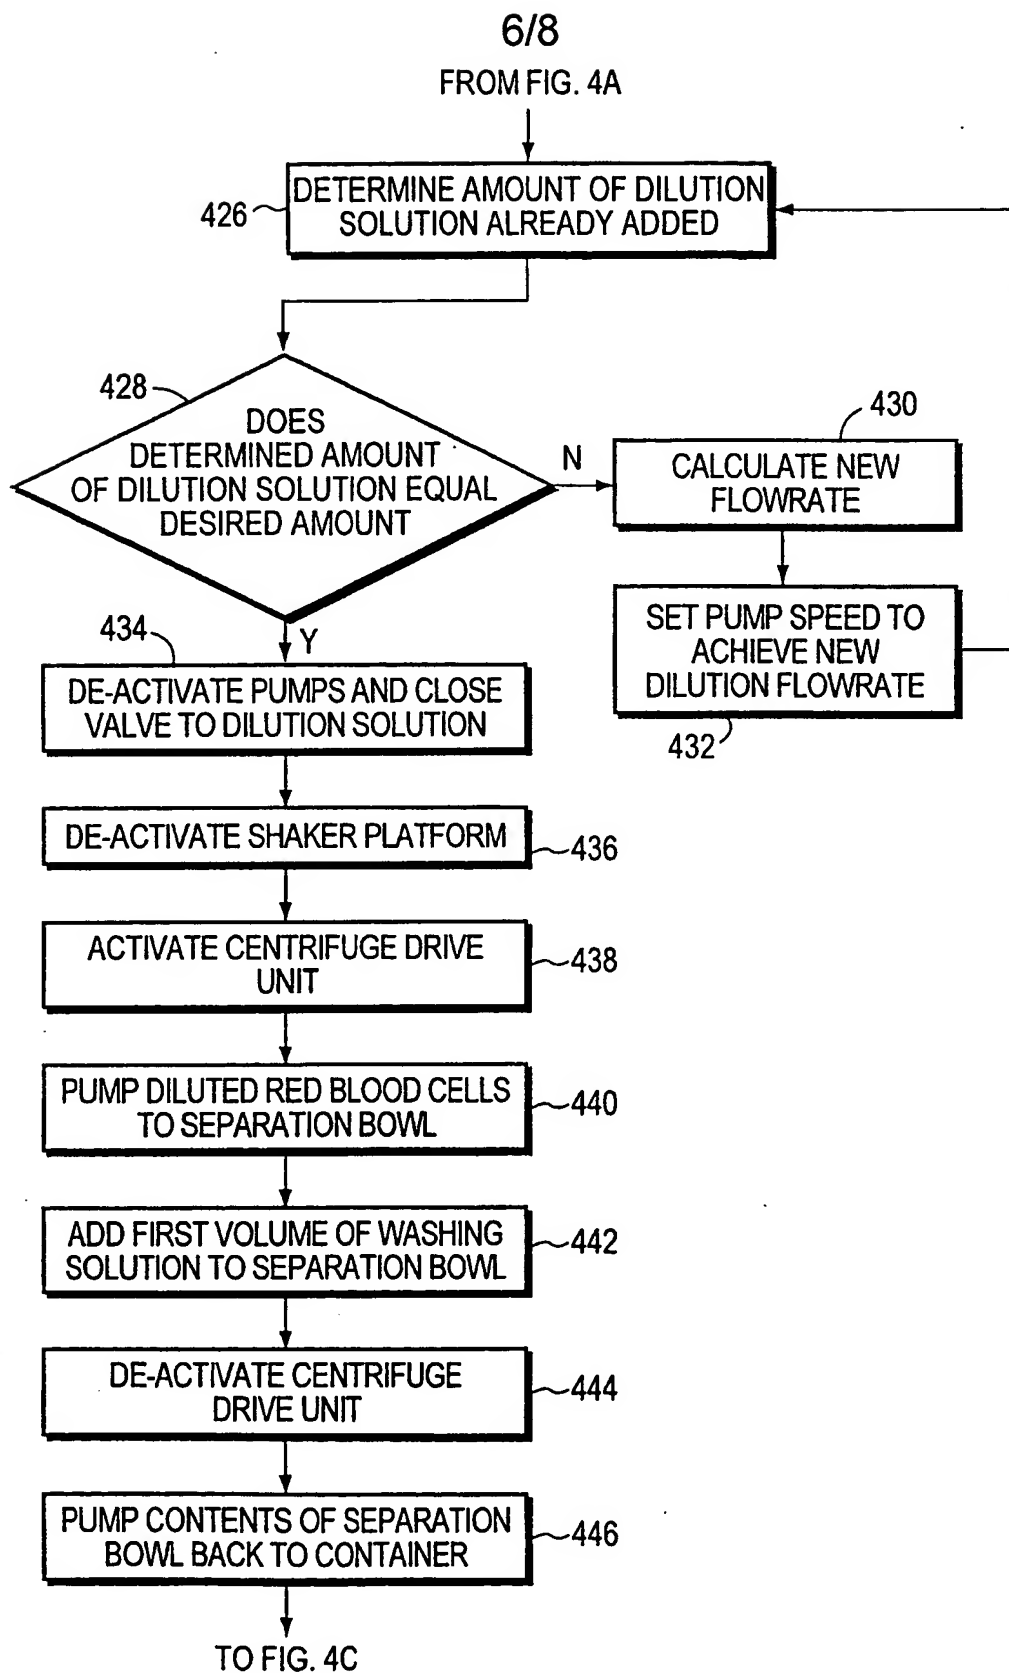 6/8
FROM FIG. 4A
DETERMINE AMOUNT OF DILUTION
SOLUTION ALREADY ADDED
426
428
DOES
DETERMINED AMOUNT
OF DILUTION SOLUTION EQUAL
DESIRED AMOUNT
N
430
CALCULATE NEW
FLOWRATE
SET PUMP SPEED TO
ACHIEVE NEW
DILUTION FLOWRATE
432
Y
434
DE-ACTIVATE PUMPS AND CLOSE
VALVE TO DILUTION SOLUTION
DE-ACTIVATE SHAKER PLATFORM
436
ACTIVATE CENTRIFUGE DRIVE
UNIT
438
PUMP DILUTED RED BLOOD CELLS
TO SEPARATION BOWL
440
ADD FIRST VOLUME OF WASHING
SOLUTION TO SEPARATION BOWL
442
DE-ACTIVATE CENTRIFUGE
DRIVE UNIT
444
PUMP CONTENTS OF SEPARATION
BOWL BACK TO CONTAINER
446
TO FIG. 4C